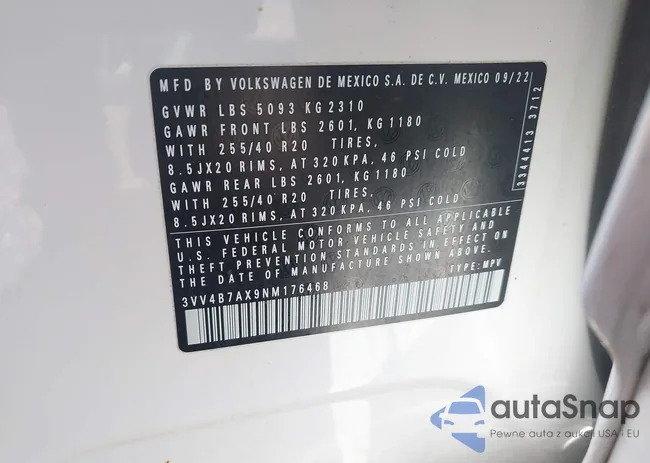 MFD BY VOLKSWAGEN DE MEXICO S.A. DE C.V. MEXICO 09/22
GVWR LBS 5093 KG 2310
GAWR FRONT LBS 2601, KG 1180
WITH 255/40 R20 TIRES,
8.5JX20 RIMS, AT 320 KPA, 46 PSI COLD
GAWR REAR LBS 2601, KG 1180
WITH 255/40 R20 TIRES,
8.5JX20 RIMS, AT 320 KPA, 46 PSI COLD
THIS VEHICLE CONFORMS TO ALL APPLICABLE
U.S. FEDERAL MOTOR VEHICLE SAFETY AND
THEFT PREVENTION STANDARDS IN EFFECT ON
THE DATE OF MANUFACTURE SHOWN ABOVE.
3VV4B7AX9NM176468 TYPE: MPV
3344413 3712
autaSnap
Pewne auta z aukcji USA i EU